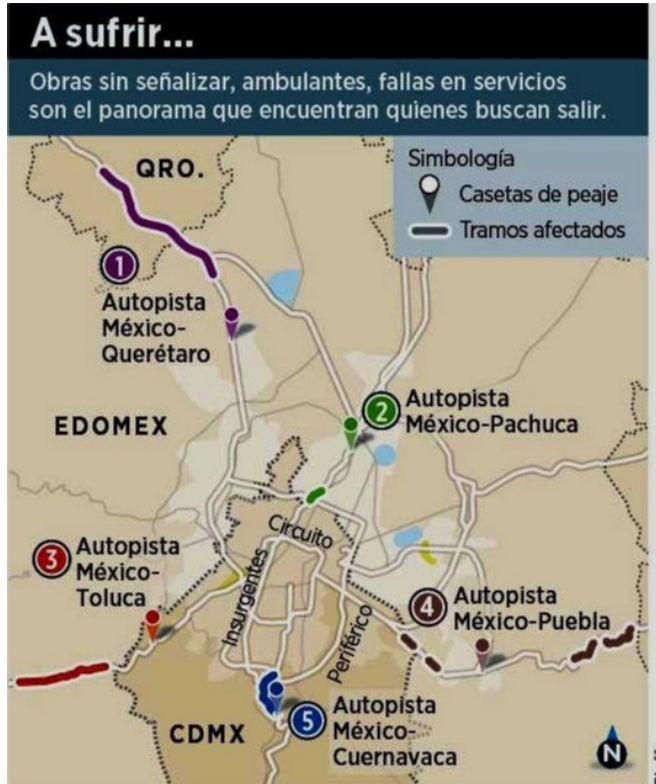 A sufrir...
Obras sin señalizar, ambulantes, fallas en servicios
son el panorama que encuentran quienes buscan salir.
Simbología
Casetas de peaje
Tramos afectados
QRO.
1
Autopista
México-
Querétaro
2
Autopista
México-Pachuca
EDOMEX
Circuito
3
Autopista
México-
Toluca
Insurgentes
Periférico
4
Autopista
México-Puebla
CDMX
5
Autopista
México-
Cuernavaca
N